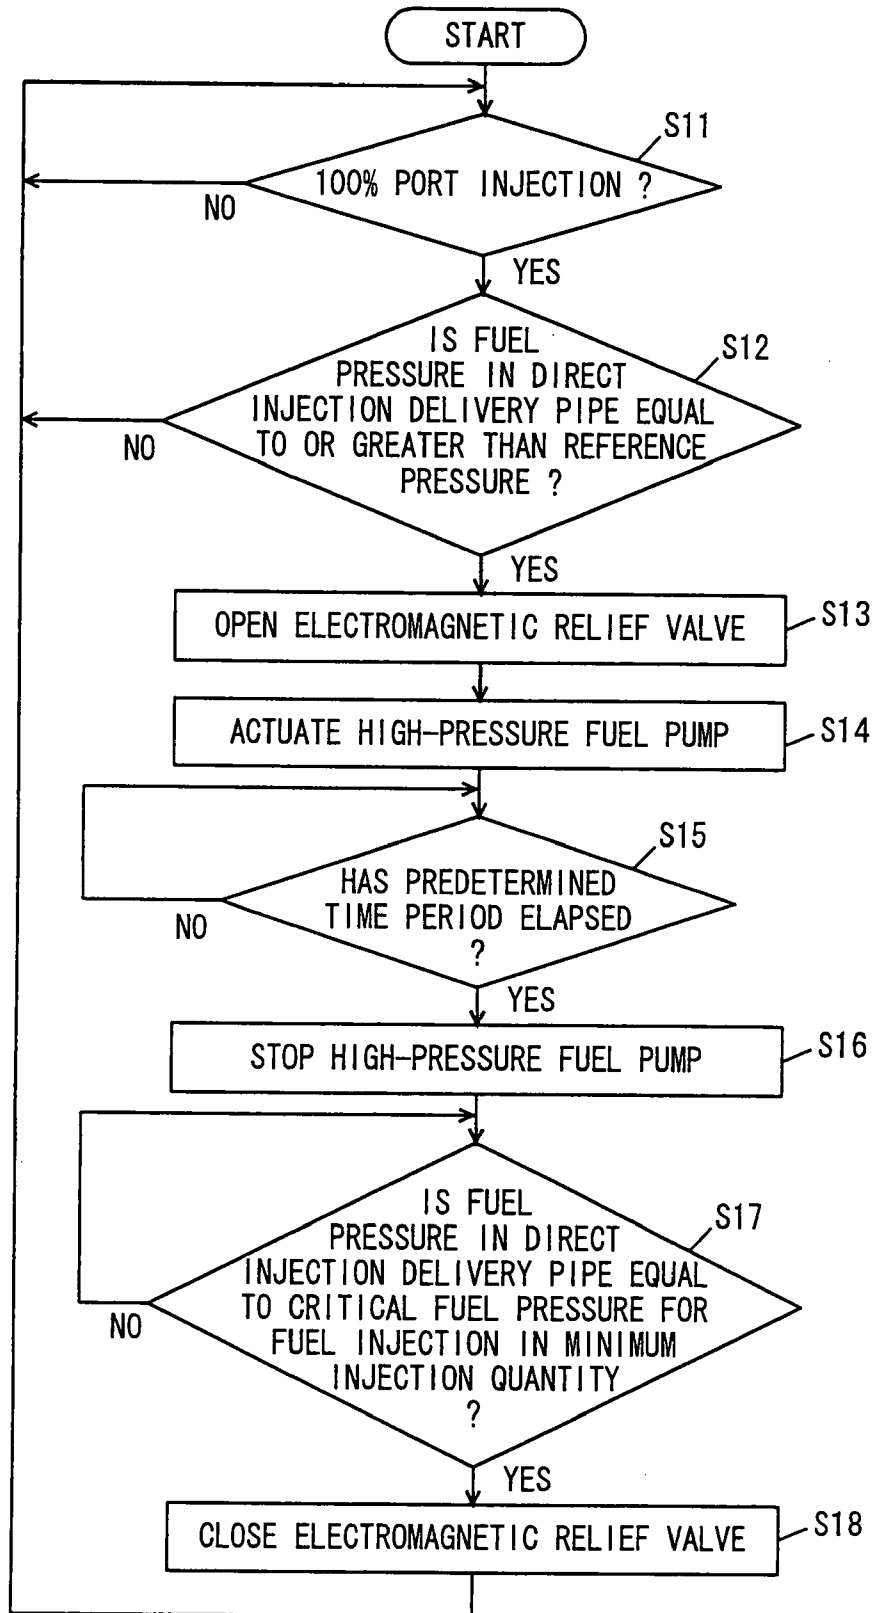 START
S11
100% PORT INJECTION ?
NO
YES
S12
IS FUEL
PRESSURE IN DIRECT
INJECTION DELIVERY PIPE EQUAL
TO OR GREATER THAN REFERENCE
PRESSURE ?
NO
YES
OPEN ELECTROMAGNETIC RELIEF VALVE
S13
ACTUATE HIGH-PRESSURE FUEL PUMP
S14
S15
HAS PREDETERMINED
TIME PERIOD ELAPSED
?
NO
YES
STOP HIGH-PRESSURE FUEL PUMP
S16
S17
IS FUEL
PRESSURE IN DIRECT
INJECTION DELIVERY PIPE EQUAL
TO CRITICAL FUEL PRESSURE FOR
FUEL INJECTION IN MINIMUM
INJECTION QUANTITY
?
NO
YES
CLOSE ELECTROMAGNETIC RELIEF VALVE
S18